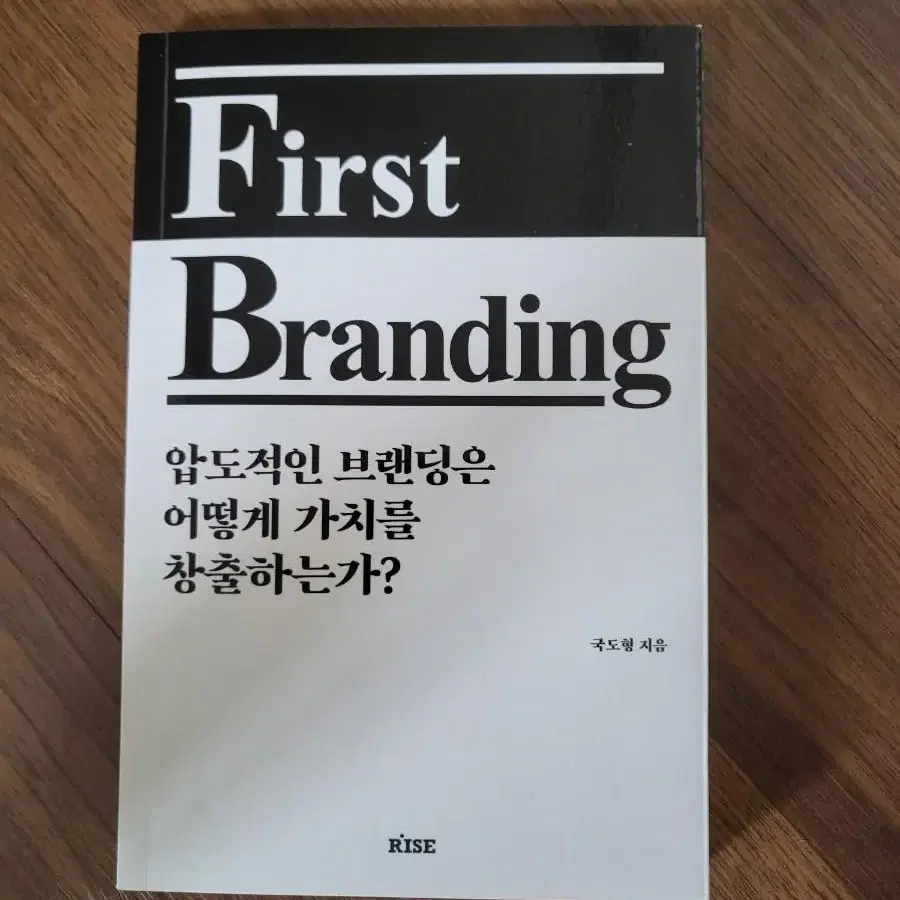 First
Branding
압도적인 브랜딩은
어떻게 가치를
창출하는가?
국도형 지음
RISE